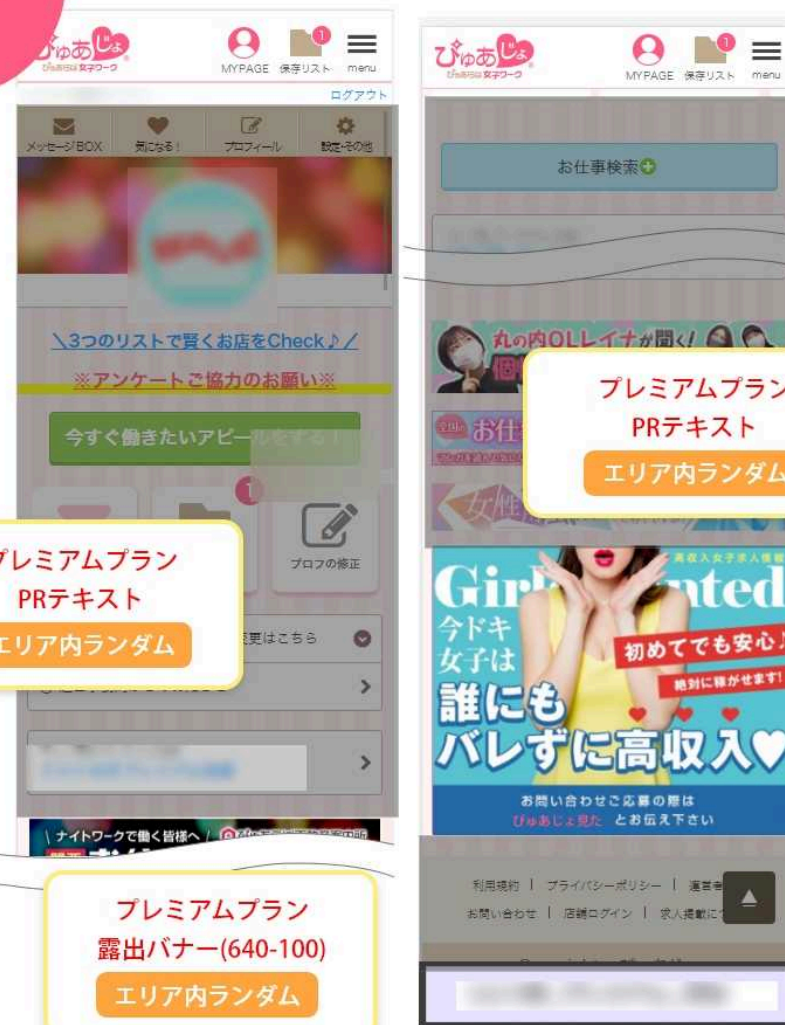 ぴゅあじょ
ぴゅあらば 女子ワーク
MYPAGE
保存リスト
1
menu
ログアウト
メッセージBOX
気になる！
プロフィール
設定・その他
＼3つのリストで賢くお店をCheck♪／
※アンケートご協力のお願い※
今すぐ働きたいアピールをする！
1
プロフの修正
プレミアムプラン
PRテキスト
エリア内ランダム
変更はこちら
\ ナイトワークで働く皆様へ /
プレミアムプラン
露出バナー(640-100)
エリア内ランダム
ぴゅあじょ
ぴゅあらば 女子ワーク
MYPAGE
保存リスト
1
menu
お仕事検索
丸の内OLレイナが聞く!
個
お仕
女性
プレミアムプラン
PRテキスト
エリア内ランダム
高収入女子求人情報
Girl
nted
今ドキ
女子は
初めてでも安心♪
絶対に稼がせます!
誰にも
バレずに高収入♥
お問い合わせご応募の際は
ぴゅあじょ見た とお伝え下さい
利用規約 | プライバシーポリシー | 運営者
お問い合わせ | 店舗ログイン | 求人掲載に